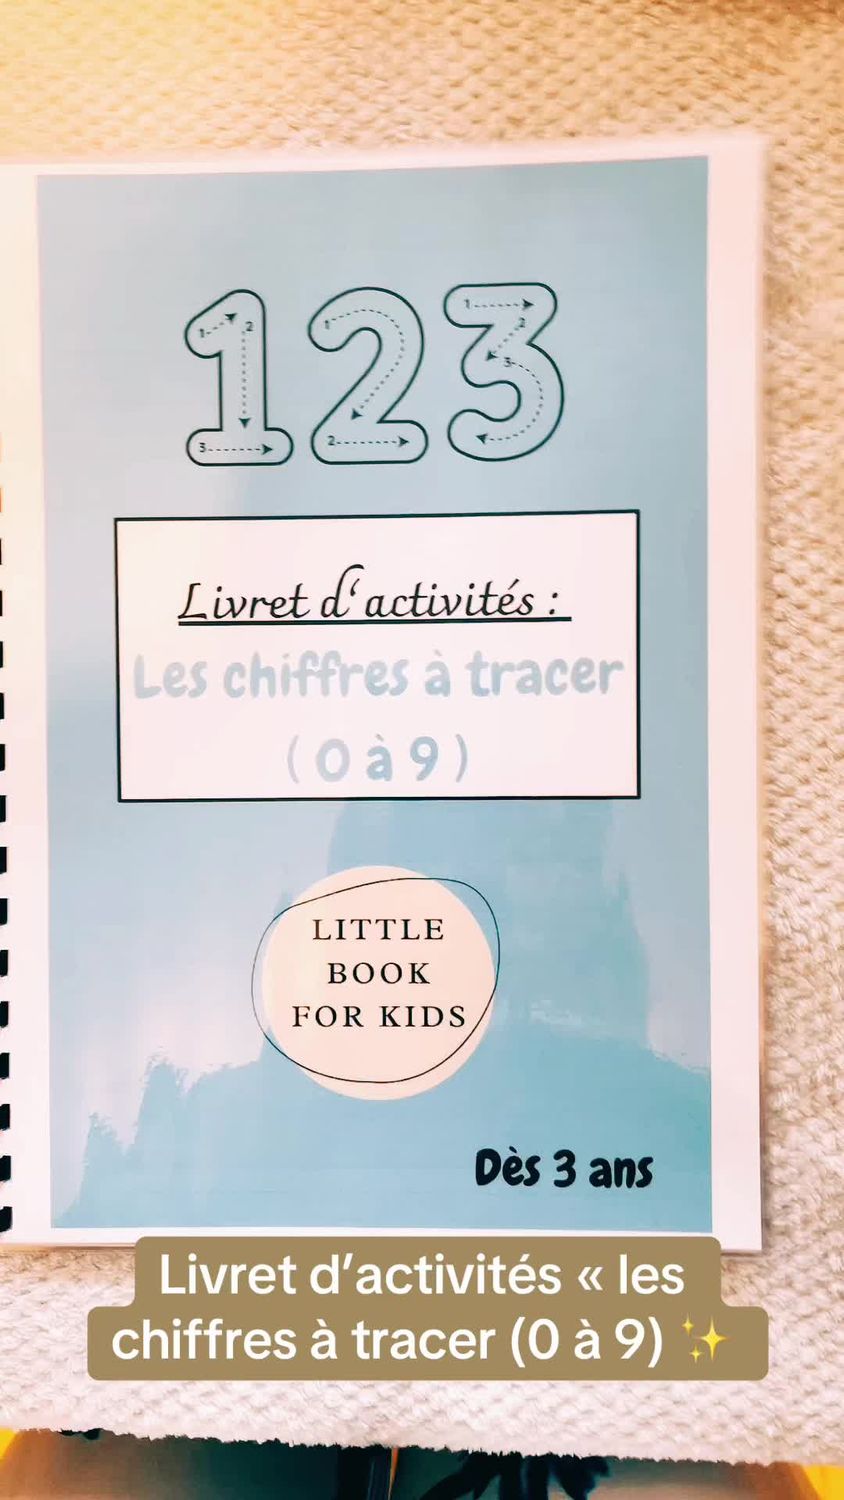 123
Livret d'activités :
Les chiffres à tracer
( 0 à 9 )
LITTLE
BOOK
FOR KIDS
Dès 3 ans
Livret d’activités « les
chiffres à tracer (0 à 9) ✨